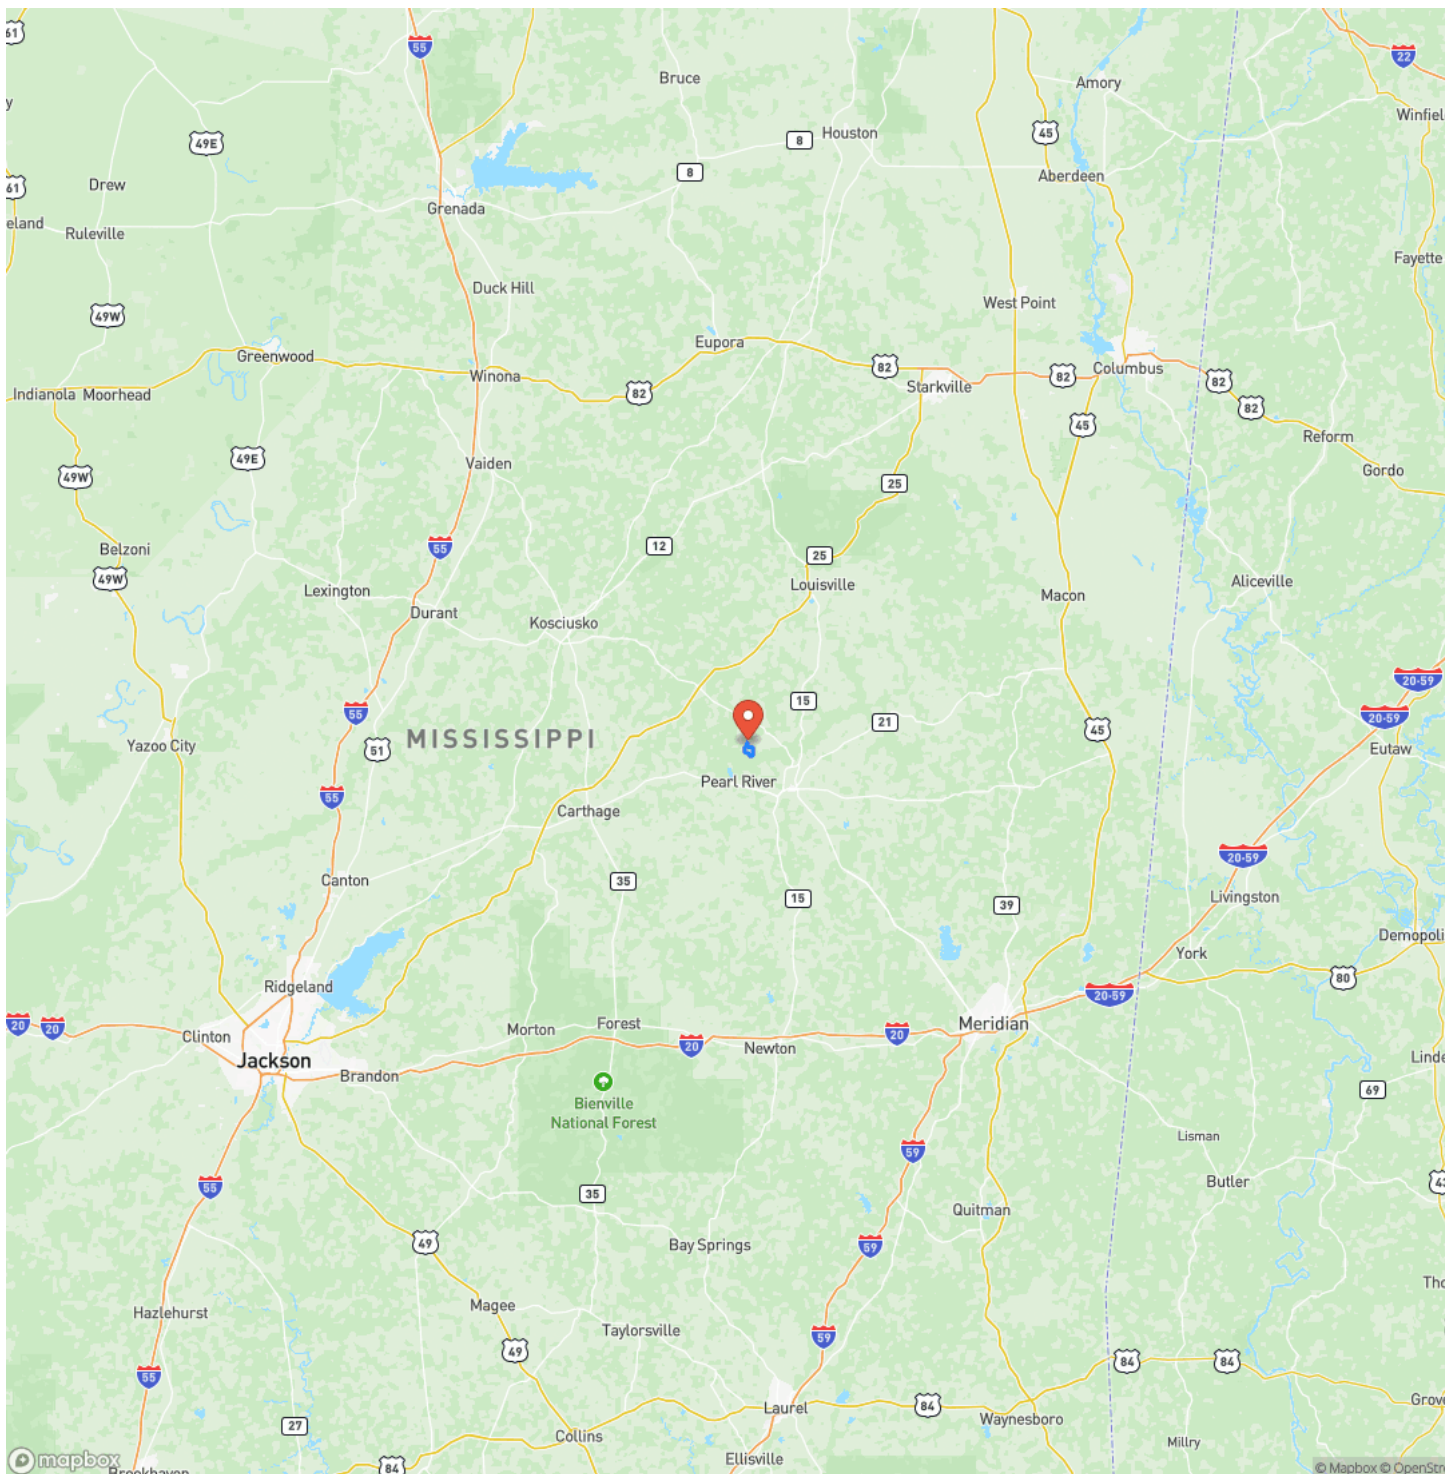 61
55
22
Bruce
Amory
Winfiel
49E
8
Houston
45
8
Drew
61
Aberdeen
eland
Ruleville
Grenada
Fayette
Duck Hill
West Point
49W
Eupora
Greenwood
82
Columbus
Winona
82
82
82
Starkville
Indianola
Moorhead
82
45
Reform
49E
Vaiden
Gordo
49W
25
12
55
25
Belzoni
49W
Louisville
Aliceville
Lexington
Macon
Durant
Kosciusko
20-59
15
55
21
20-59
45
MISSISSIPPI
Yazoo City
51
Eutaw
Pearl River
55
Carthage
20-59
Canton
35
15
39
Livingston
Demopoli
York
80
Ridgeland
20-59
20
20
Morton
Forest
Meridian
Clinton
20
20
Newton
Jackson
Linde
Brandon
69
Bienville
National Forest
Lisman
59
55
35
Butler
43
Quitman
49
Bay Springs
59
Tho
Hazlehurst
Magee
Taylorsville
59
49
84
84
55
Grov
Laurel
84
Waynesboro
27
Collins
Millry
Ellisville
mapbox
84
Brookhaven
© Mapbox © OpenStre